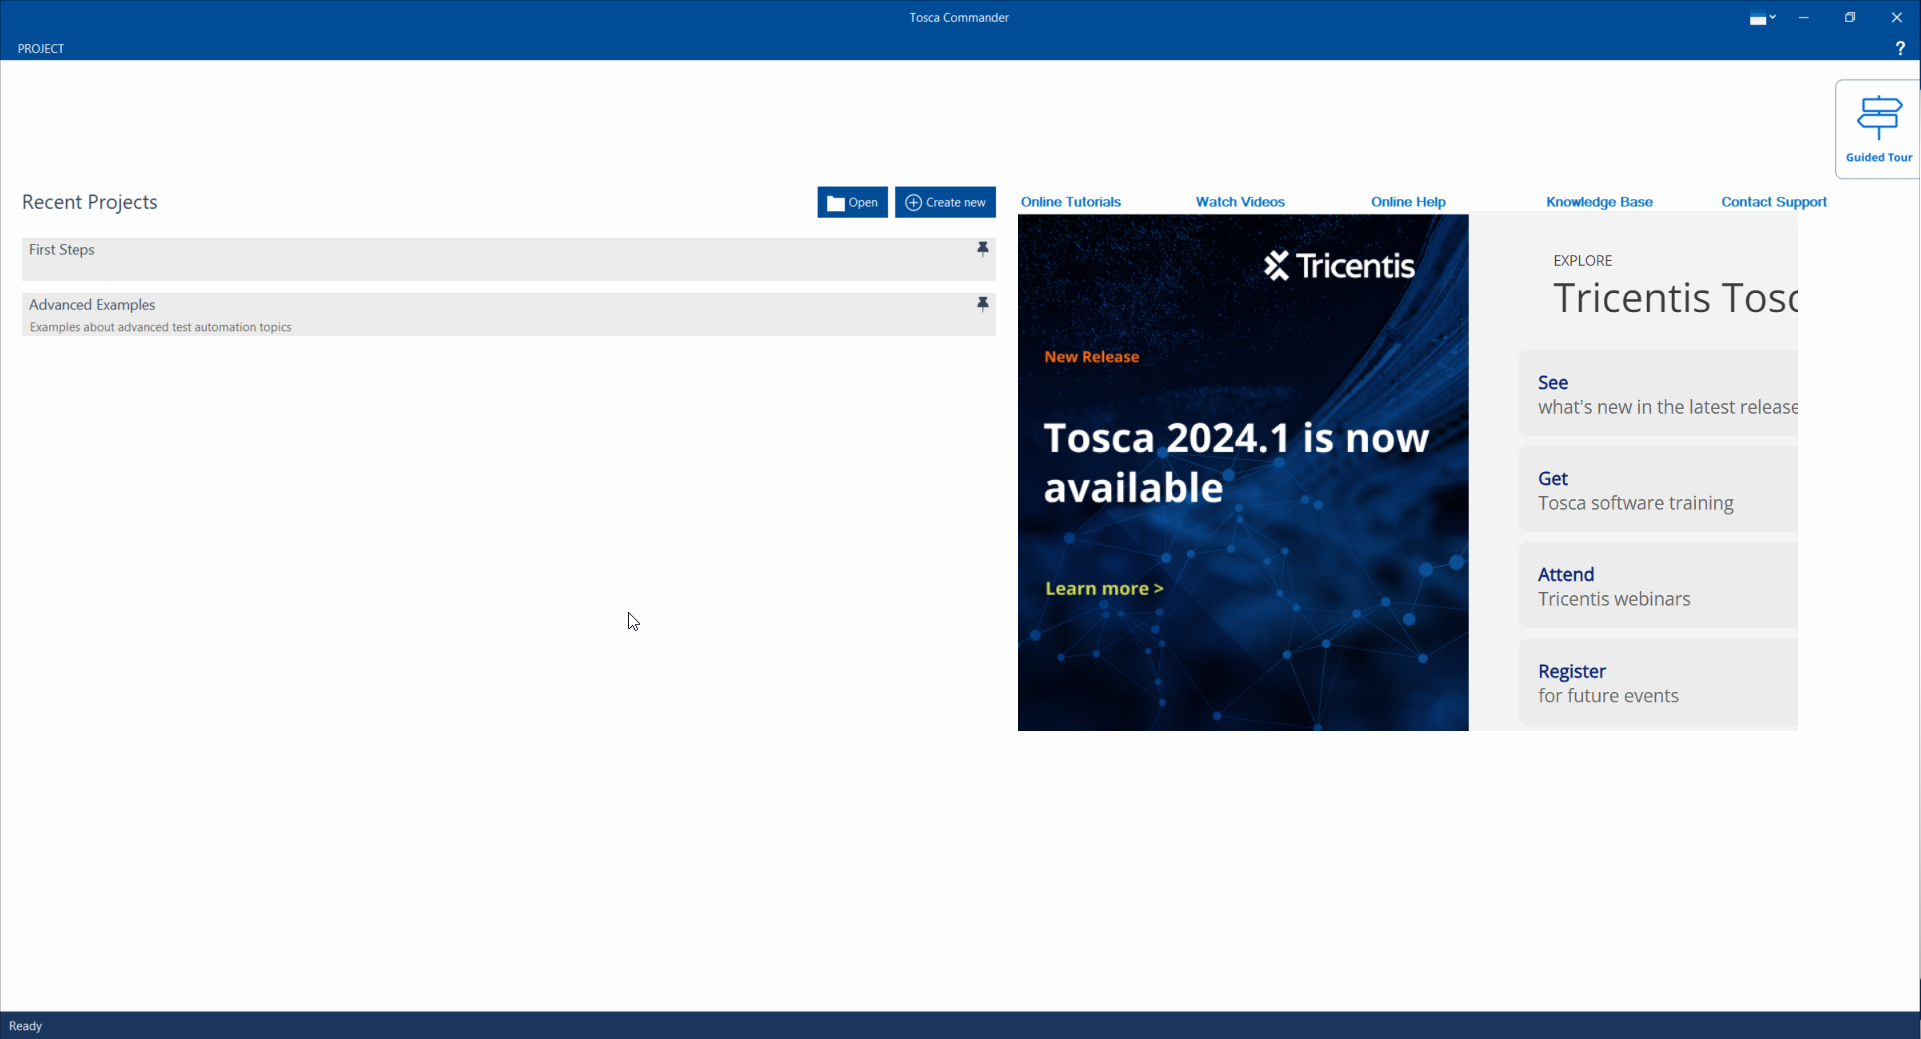 Tosca Commander
PROJECT
?
Guided Tour
Recent Projects
Open
Create new
Online Tutorials
Watch Videos
Online Help
Knowledge Base
Contact Support
First Steps
Advanced Examples
Examples about advanced test automation topics
Tricentis
New Release
Tosca 2024.1 is now
available
Learn more >
EXPLORE
Tricentis Tosc
See
what's new in the latest release
Get
Tosca software training
Attend
Tricentis webinars
Register
for future events
Ready